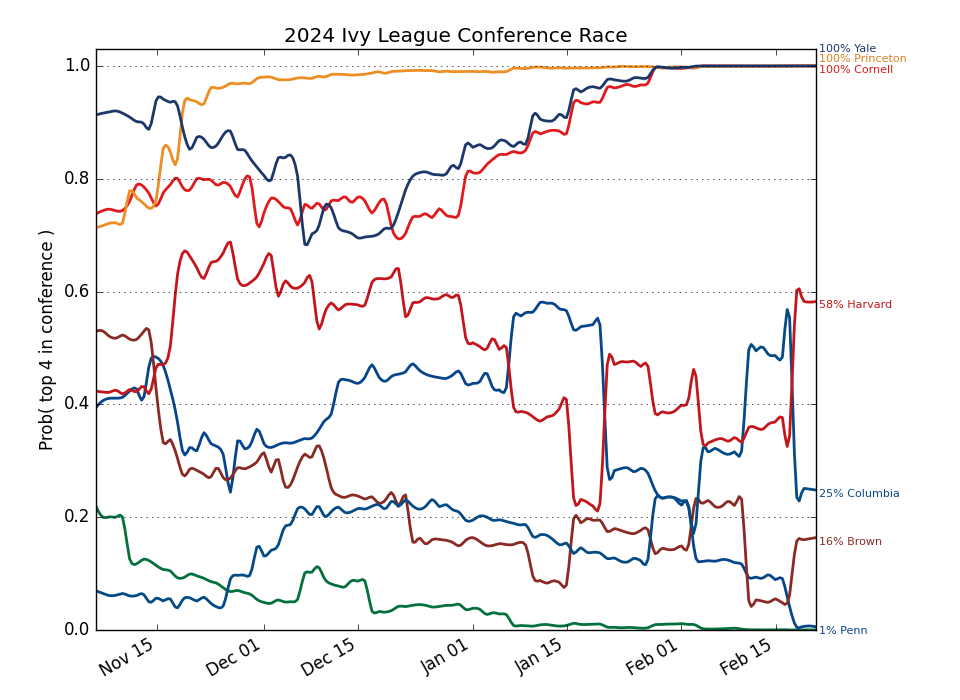 2024 Ivy League Conference Race
Prob( top 4 in conference )
1.0
0.8
0.6
0.4
0.2
0.0
Nov 15
Dec 01
Dec 15
Jan 01
Jan 15
Feb 01
Feb 15
100% Yale
100% Princeton
100% Cornell
58% Harvard
25% Columbia
16% Brown
1% Penn